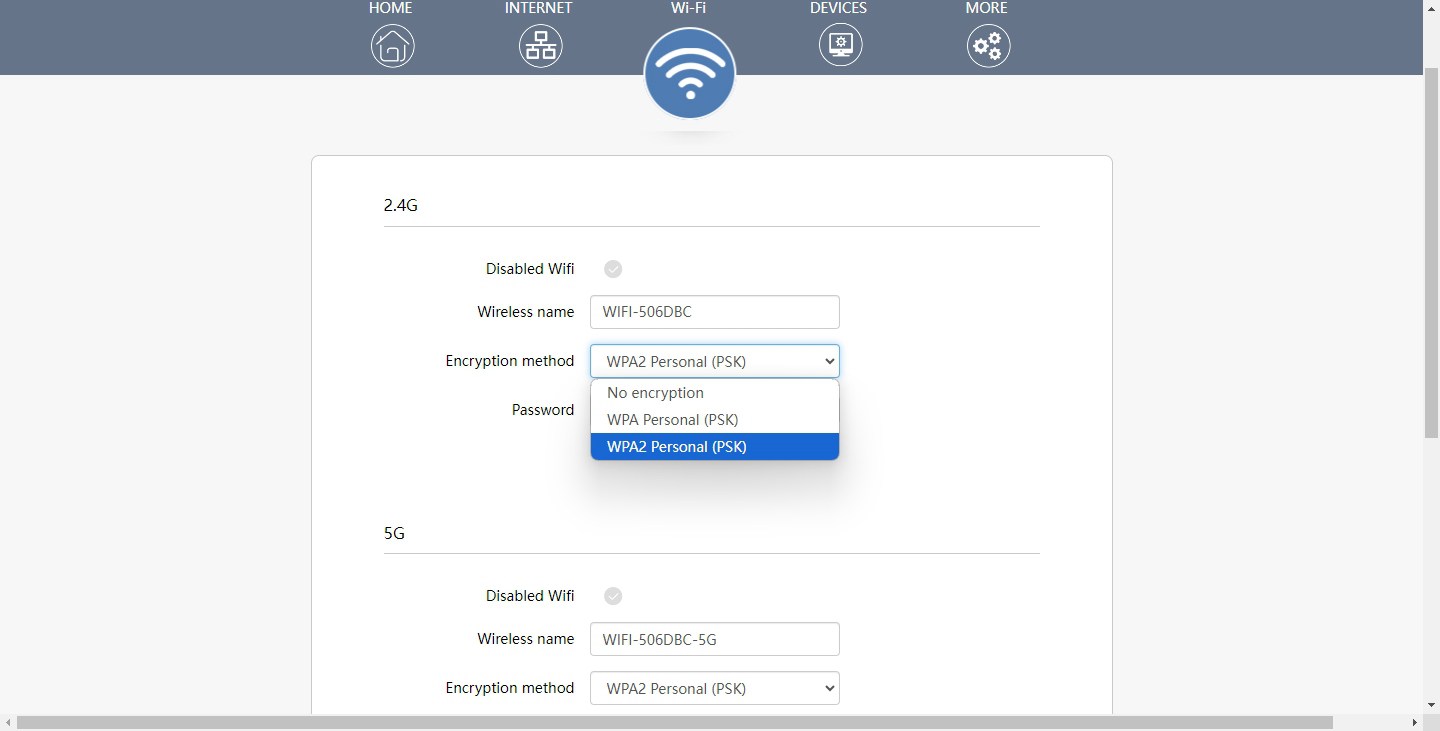 HOME INTERNET Wi-Fi DEVICES MORE
2.4G
Disabled Wifi
Wireless name WIFI-506DBC
Encryption method WPA2 Personal (PSK)
No encryption
Password
WPA Personal (PSK)
WPA2 Personal (PSK)
5G
Disabled Wifi
Wireless name WIFI-506DBC-5G
Encryption method WPA2 Personal (PSK)